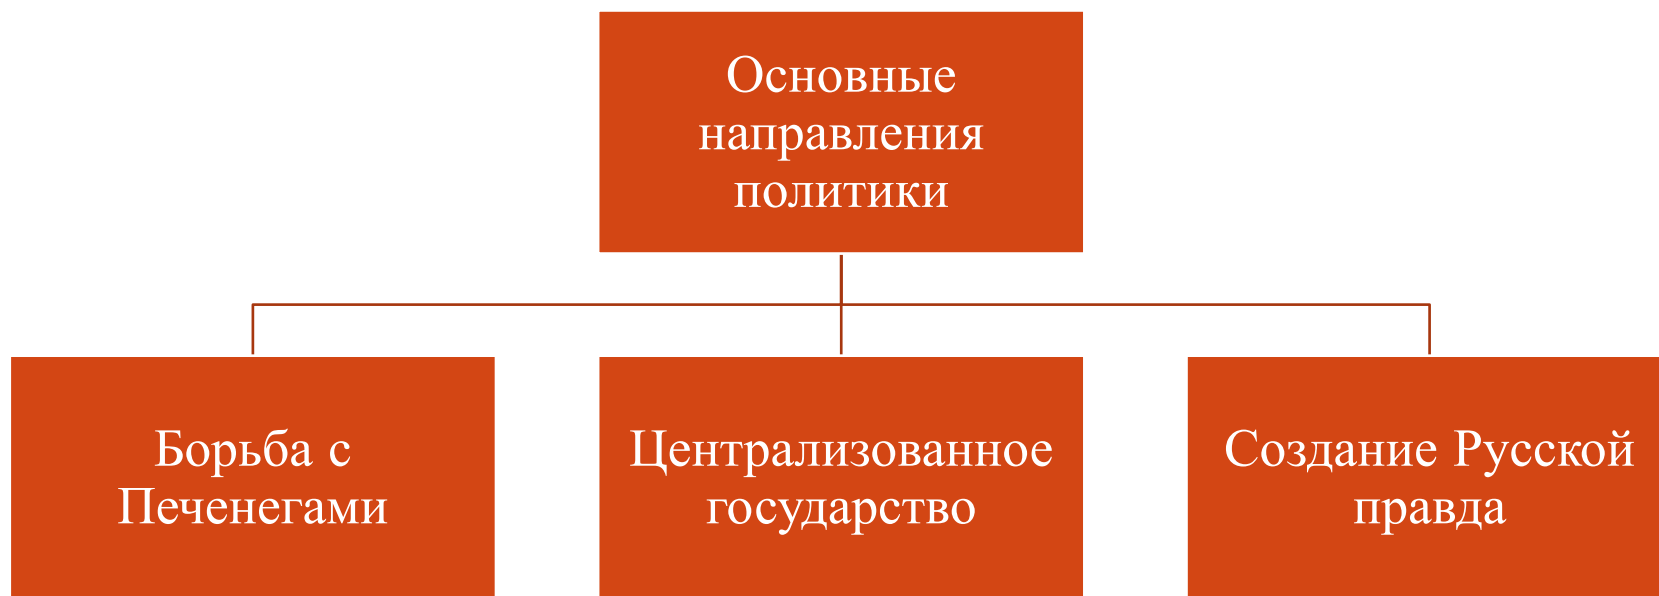 Основные
направления
политики
Борьба с
Печенегами
Централизованное
государство
Создание Русской
правда